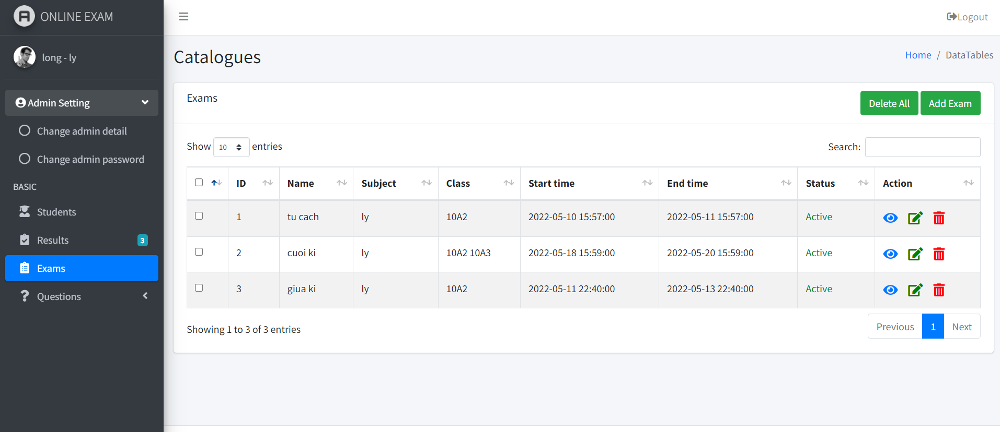 ONLINE EXAM
Logout
long - ly
Catalogues
Home / DataTables
Admin Setting
Change admin detail
Change admin password
BASIC
Students
Results 3
Exams
Questions
Exams
Delete All Add Exam
Show 10 entries
Search:
ID Name Subject Class Start time End time Status Action
1 tu cach ly 10A2 2022-05-10 15:57:00 2022-05-11 15:57:00 Active
2 cuoi ki ly 10A2 10A3 2022-05-18 15:59:00 2022-05-20 15:59:00 Active
3 giua ki ly 10A2 2022-05-11 22:40:00 2022-05-13 22:40:00 Active
Showing 1 to 3 of 3 entries
Previous 1 Next